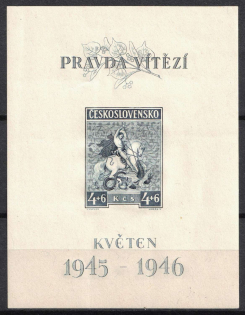 PRAVDA VÍTĚZÍ
ČESKOSLOVENSKO
4+6 KČS 4+6
KVĚTEN
1945 - 1946